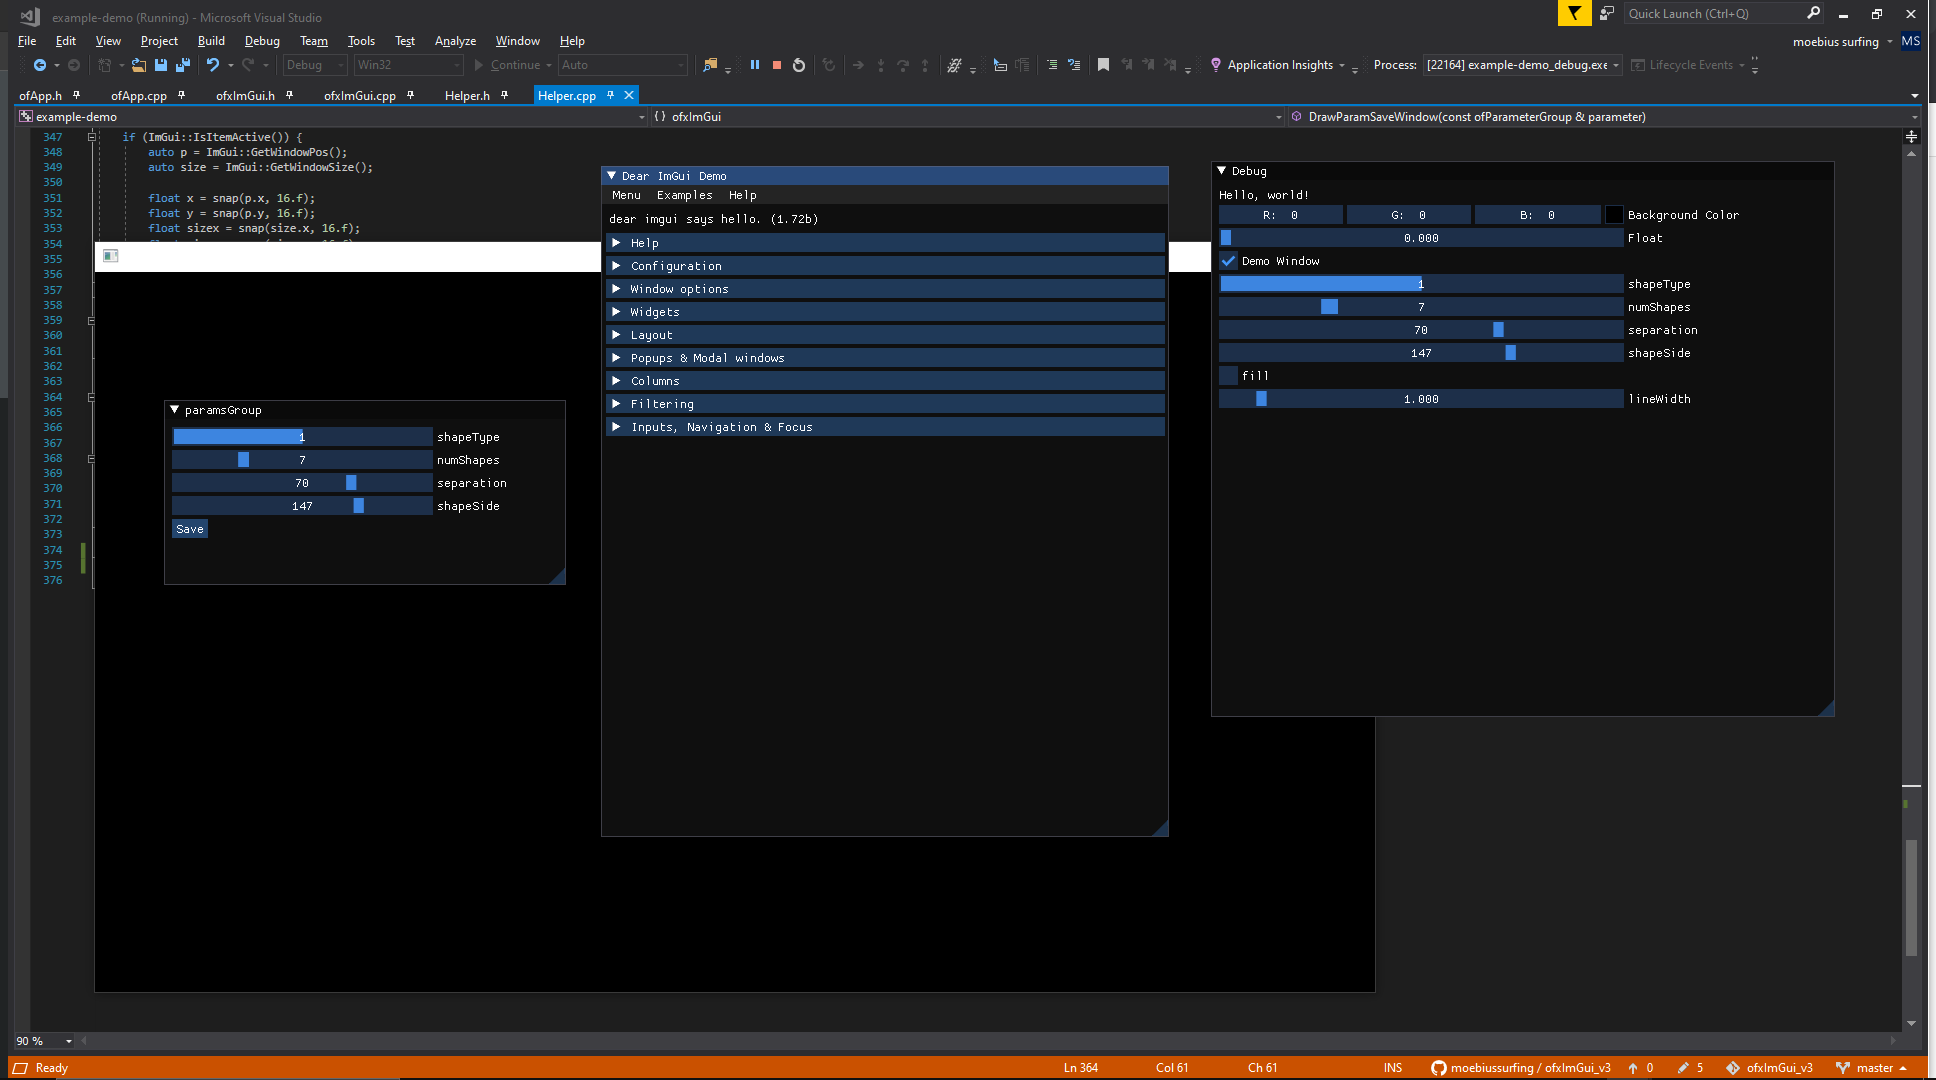 example-demo (Running) - Microsoft Visual Studio
Quick Launch (Ctrl+Q)
File Edit View Project Build Debug Team Tools Test Analyze Window Help
moebius surfing MS
Debug Win32 Continue Auto Application Insights Process: [22164] example-demo_debug.exe Lifecycle Events
ofApp.h ofApp.cpp ofxImGui.h ofxImGui.cpp Helper.h Helper.cpp
example-demo {} ofxImGui DrawParamSaveWindow(const ofParameterGroup & parameter)
347 if (ImGui::IsItemActive()) {
348 auto p = ImGui::GetWindowPos();
349 auto size = ImGui::GetWindowSize();
350
351 float x = snap(p.x, 16.f);
352 float y = snap(p.y, 16.f);
353 float sizex = snap(size.x, 16.f);
354
355
356
357
358
359
360
361
362
363
364
365
366
367
368
369
370
371
372
373
374
375
376
paramsGroup
1 shapeType
7 numShapes
70 separation
147 shapeSide
Save
Dear ImGui Demo
Menu Examples Help
dear imgui says hello. (1.72b)
Help
Configuration
Window options
Widgets
Layout
Popups & Modal windows
Columns
Filtering
Inputs, Navigation & Focus
Debug
Hello, world!
R: 0 G: 0 B: 0 Background Color
0.000 Float
Demo Window
1 shapeType
7 numShapes
70 separation
147 shapeSide
fill
1.000 lineWidth
90 %
Ready Ln 364 Col 61 Ch 61 INS moebiussurfing / ofxImGui_v3 0 5 ofxImGui_v3 master